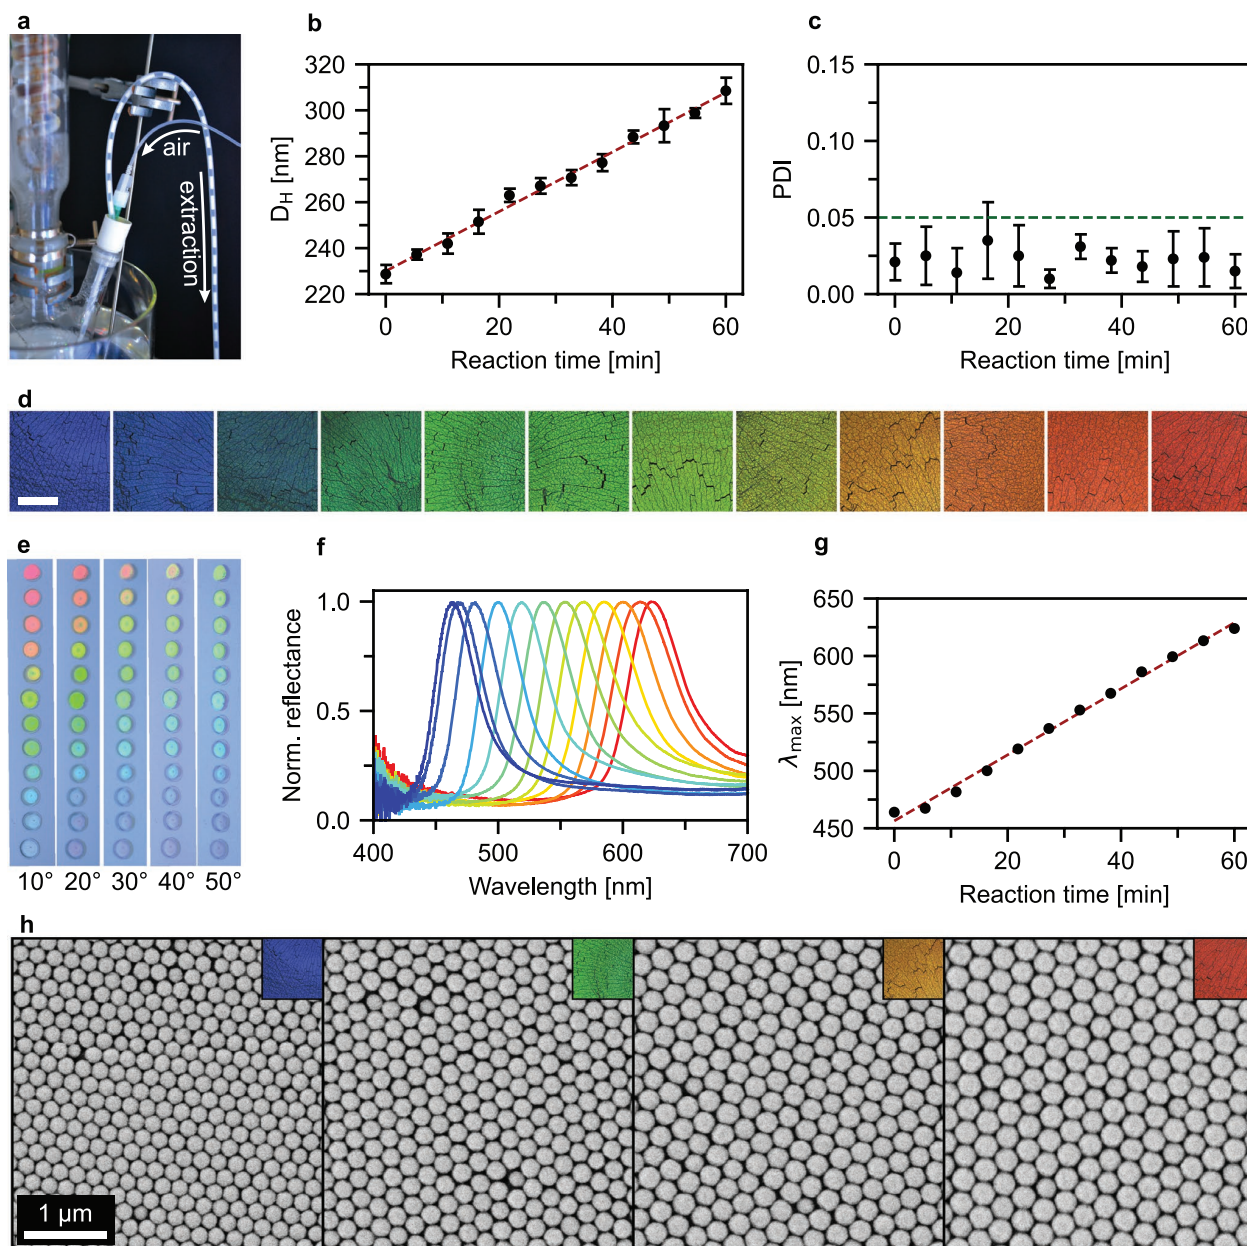 a
air
extraction
b
320
300
280
260
240
220
D_H [nm]
0
20
40
60
Reaction time [min]
c
0.15
0.10
0.05
0.00
PDI
0
20
40
60
Reaction time [min]
d
e
10°
20°
30°
40°
50°
f
1.0
0.5
0.0
Norm. reflectance
400
500
600
700
Wavelength [nm]
g
650
600
550
500
450
λ_max [nm]
0
20
40
60
Reaction time [min]
h
1 µm